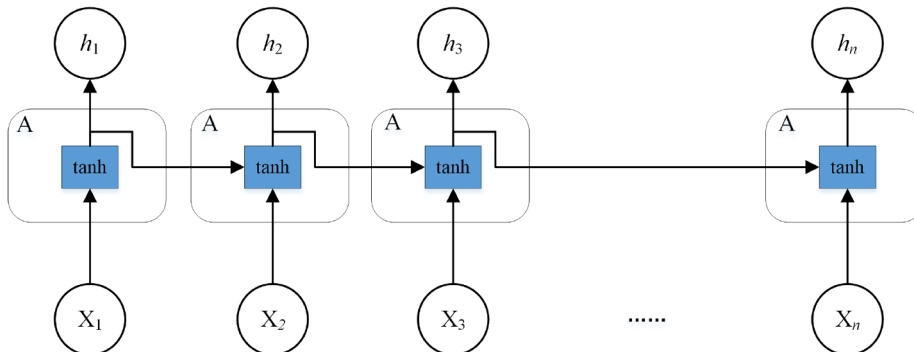 h₁ h₂ h₃ hₙ
A A A A
tanh tanh tanh tanh
X₁ X₂ X₃ ...... Xₙ